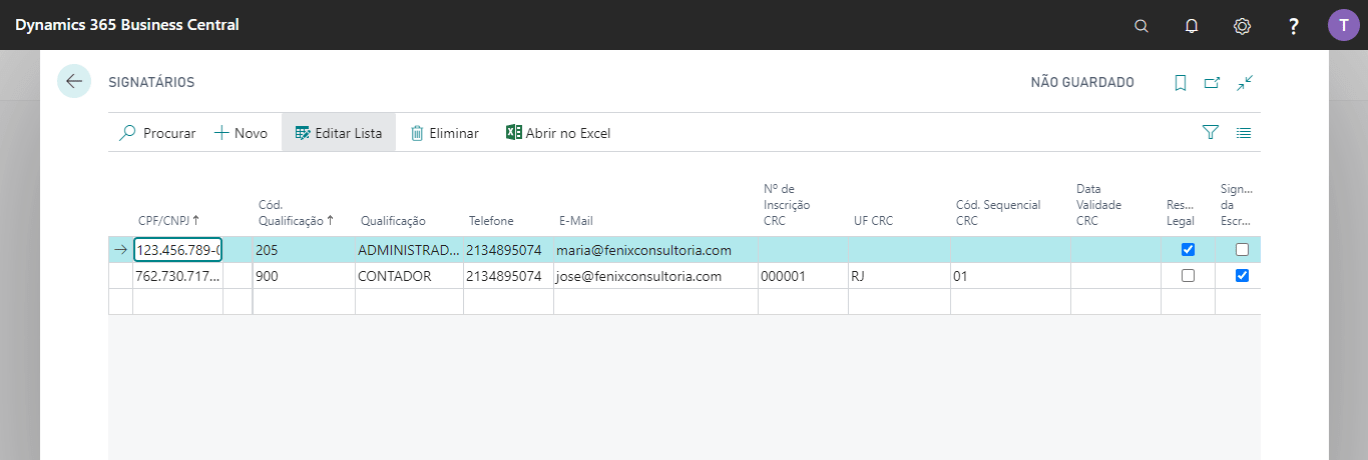 Dynamics 365 Business Central
? T
SIGNATÁRIOS NÃO GUARDADO
Procurar Novo Editar Lista Eliminar Abrir no Excel
CPF/CNPJ ↑ Cód. Qualificação ↑ Qualificação Telefone E-Mail Nº de Inscrição CRC UF CRC Cód. Sequencial CRC Data Validade CRC Res... Legal Sign... da Escr...
→ 123.456.789-0 205 ADMINISTRAD... 2134895074 maria@fenixconsultoria.com
762.730.717... 900 CONTADOR 2134895074 jose@fenixconsultoria.com 000001 RJ 01